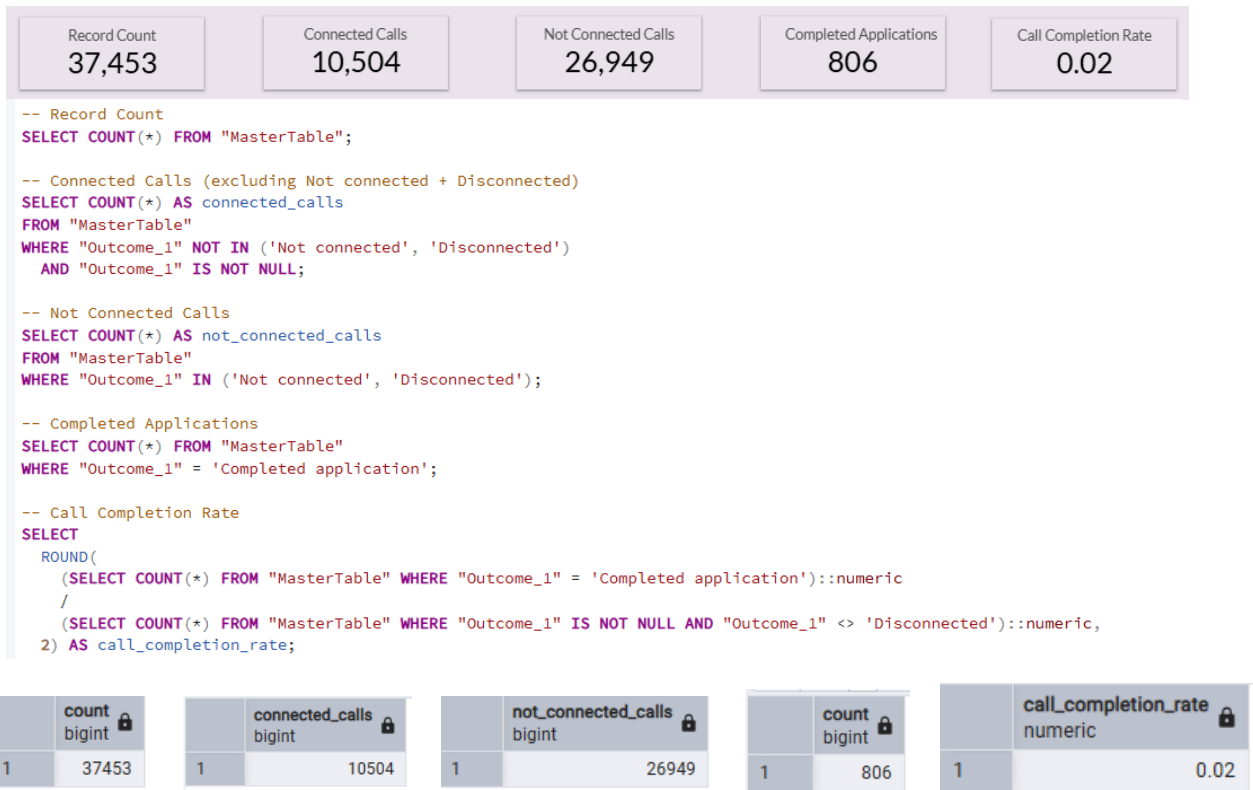 Record Count
37,453
Connected Calls
10,504
Not Connected Calls
26,949
Completed Applications
806
Call Completion Rate
0.02
-- Record Count
SELECT COUNT(*) FROM "MasterTable";
-- Connected Calls (excluding Not connected + Disconnected)
SELECT COUNT(*) AS connected_calls
FROM "MasterTable"
WHERE "Outcome_1" NOT IN ('Not connected', 'Disconnected')
AND "Outcome_1" IS NOT NULL;
-- Not Connected Calls
SELECT COUNT(*) AS not_connected_calls
FROM "MasterTable"
WHERE "Outcome_1" IN ('Not connected', 'Disconnected');
-- Completed Applications
SELECT COUNT(*) FROM "MasterTable"
WHERE "Outcome_1" = 'Completed application';
-- Call Completion Rate
SELECT
ROUND(
(SELECT COUNT(*) FROM "MasterTable" WHERE "Outcome_1" = 'Completed application')::numeric
/
(SELECT COUNT(*) FROM "MasterTable" WHERE "Outcome_1" IS NOT NULL AND "Outcome_1" <> 'Disconnected')::numeric,
2) AS call_completion_rate;
count
bigint
1 37453
connected_calls
bigint
1 10504
not_connected_calls
bigint
1 26949
count
bigint
1 806
call_completion_rate
numeric
1 0.02